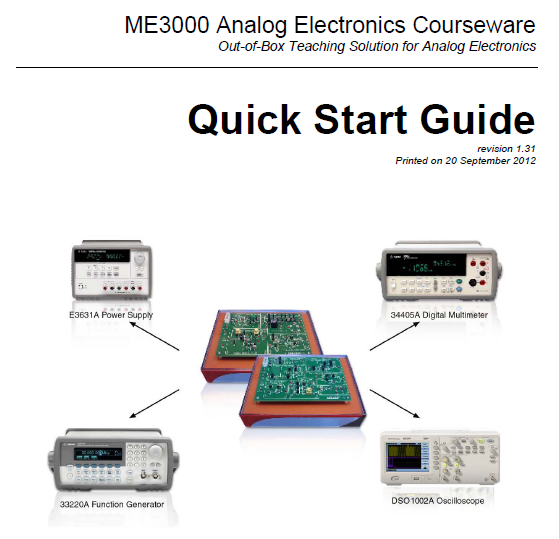 ME3000 Analog Electronics Courseware
Out-of-Box Teaching Solution for Analog Electronics
Quick Start Guide
revision 1.31
Printed on 20 September 2012
E3631A Power Supply
34405A Digital Multimeter
33220A Function Generator
DSO1002A Oscilloscope